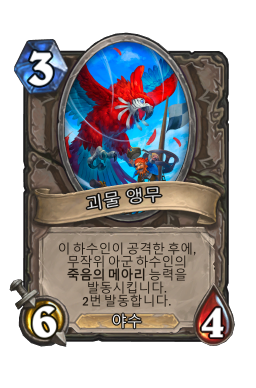 3
괴물 앵무
이 하수인이 공격한 후에,
무작위 아군 하수인의
죽음의 메아리 능력을
발동시킵니다.
2번 발동합니다.
6
야수
4